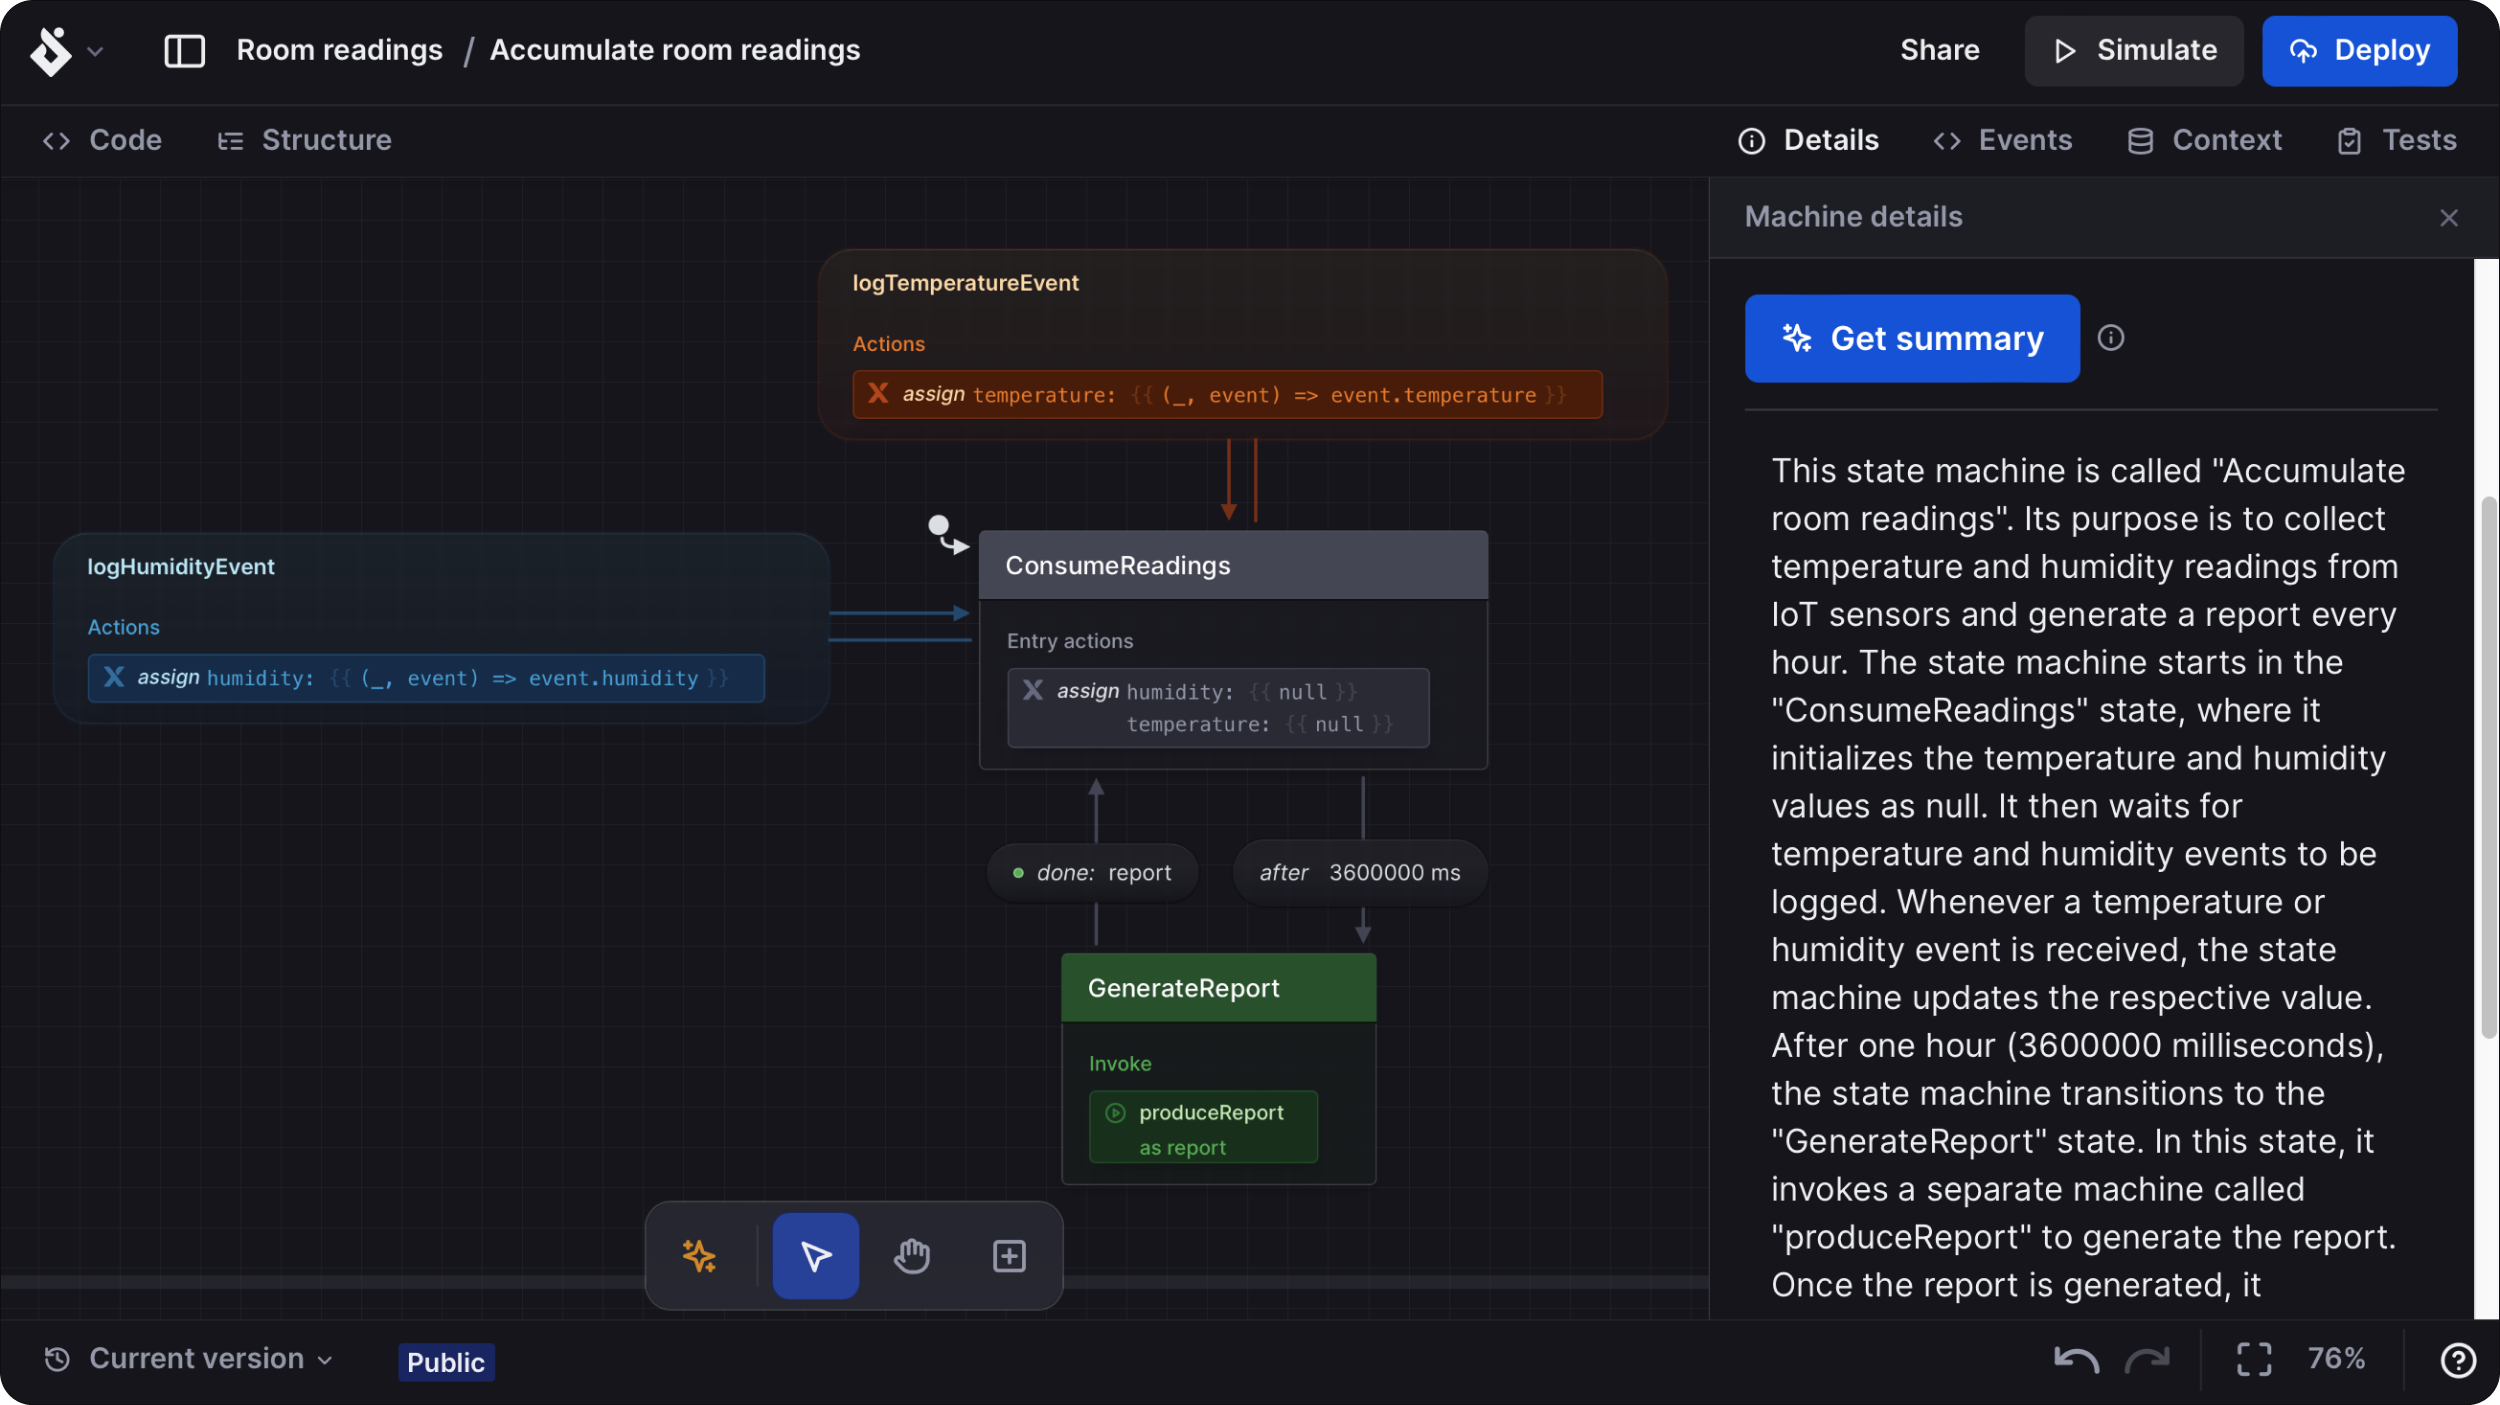 Room readings / Accumulate room readings
Share
Simulate
Deploy
Code
Structure
Details
Events
Context
Tests
Machine details
Get summary
This state machine is called "Accumulate
room readings". Its purpose is to collect
temperature and humidity readings from
IoT sensors and generate a report every
hour. The state machine starts in the
"ConsumeReadings" state, where it
initializes the temperature and humidity
values as null. It then waits for
temperature and humidity events to be
logged. Whenever a temperature or
humidity event is received, the state
machine updates the respective value.
After one hour (3600000 milliseconds),
the state machine transitions to the
"GenerateReport" state. In this state, it
invokes a separate machine called
"produceReport" to generate the report.
Once the report is generated, it
logTemperatureEvent
Actions
assign temperature: {{ (_, event) => event.temperature }}
logHumidityEvent
Actions
assign humidity: {{ (_, event) => event.humidity }}
ConsumeReadings
Entry actions
assign humidity: {{ null }}
temperature: {{ null }}
done: report
after 3600000 ms
GenerateReport
Invoke
produceReport
as report
Current version
Public
76%